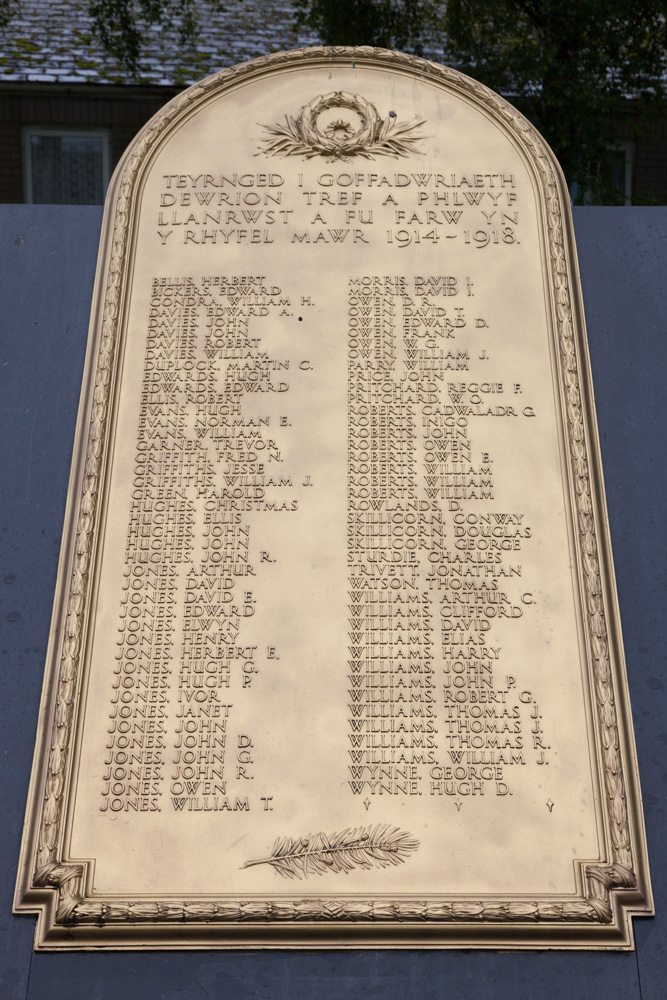 TEYRNGED I GOFFADWRIAETH
DEWRION TREF A PHLWYF
LLANRWST A FU FARW YN
Y RHYFEL MAWR 1914~1918.
BELLIS, HERBERT
BICKERS, EDWARD
CONDRA, WILLIAM H.
DAVIES, EDWARD A.
DAVIES, JOHN
DAVIES, JOHN
DAVIES, ROBERT
DAVIES, WILLIAM
DUPLOCK, MARTIN C.
EDWARDS, HUGH
EDWARDS, EDWARD
ELLIS, ROBERT
EVANS, HUGH
EVANS, NORMAN E.
EVANS, WILLIAM
GARNER, TREVOR
GRIFFITH, FRED N.
GRIFFITHS, JESSE
GRIFFITHS, WILLIAM J.
GREEN, HAROLD
HUGHES, CHRISTMAS
HUGHES, ELLIS
HUGHES, JOHN
HUGHES, JOHN
HUGHES, JOHN R.
JONES, ARTHUR
JONES, DAVID
JONES, DAVID E.
JONES, EDWARD
JONES, ELWYN
JONES, HENRY
JONES, HERBERT E.
JONES, HUGH G.
JONES, HUGH P.
JONES, IVOR
JONES, JANET
JONES, JOHN
JONES, JOHN D.
JONES, JOHN G.
JONES, JOHN R.
JONES, OWEN
JONES, WILLIAM T.
MORRIS, DAVID I.
MORRIS, DAVID I.
OWEN, D. R.
OWEN, DAVID T.
OWEN, EDWARD D.
OWEN, FRANK
OWEN, W. G.
OWEN, WILLIAM J.
PARRY, WILLIAM
PRICE, JOHN
PRITCHARD, REGGIE F.
PRITCHARD, W. O.
ROBERTS, CADWALADR G.
ROBERTS, INIGO
ROBERTS, JOHN
ROBERTS, OWEN
ROBERTS, OWEN E.
ROBERTS, WILLIAM
ROBERTS, WILLIAM
ROBERTS, WILLIAM
ROWLANDS, D.
SKILLICORN, CONWAY
SKILLICORN, DOUGLAS
SKILLICORN, GEORGE
STURDIE, CHARLES
TRIVETT, JONATHAN
WATSON, THOMAS
WILLIAMS, ARTHUR C.
WILLIAMS, CLIFFORD
WILLIAMS, DAVID
WILLIAMS, ELIAS
WILLIAMS, HARRY
WILLIAMS, JOHN
WILLIAMS, JOHN P.
WILLIAMS, ROBERT G.
WILLIAMS, THOMAS J.
WILLIAMS, THOMAS J.
WILLIAMS, THOMAS R.
WILLIAMS, WILLIAM J.
WYNNE, GEORGE
WYNNE, HUGH D.